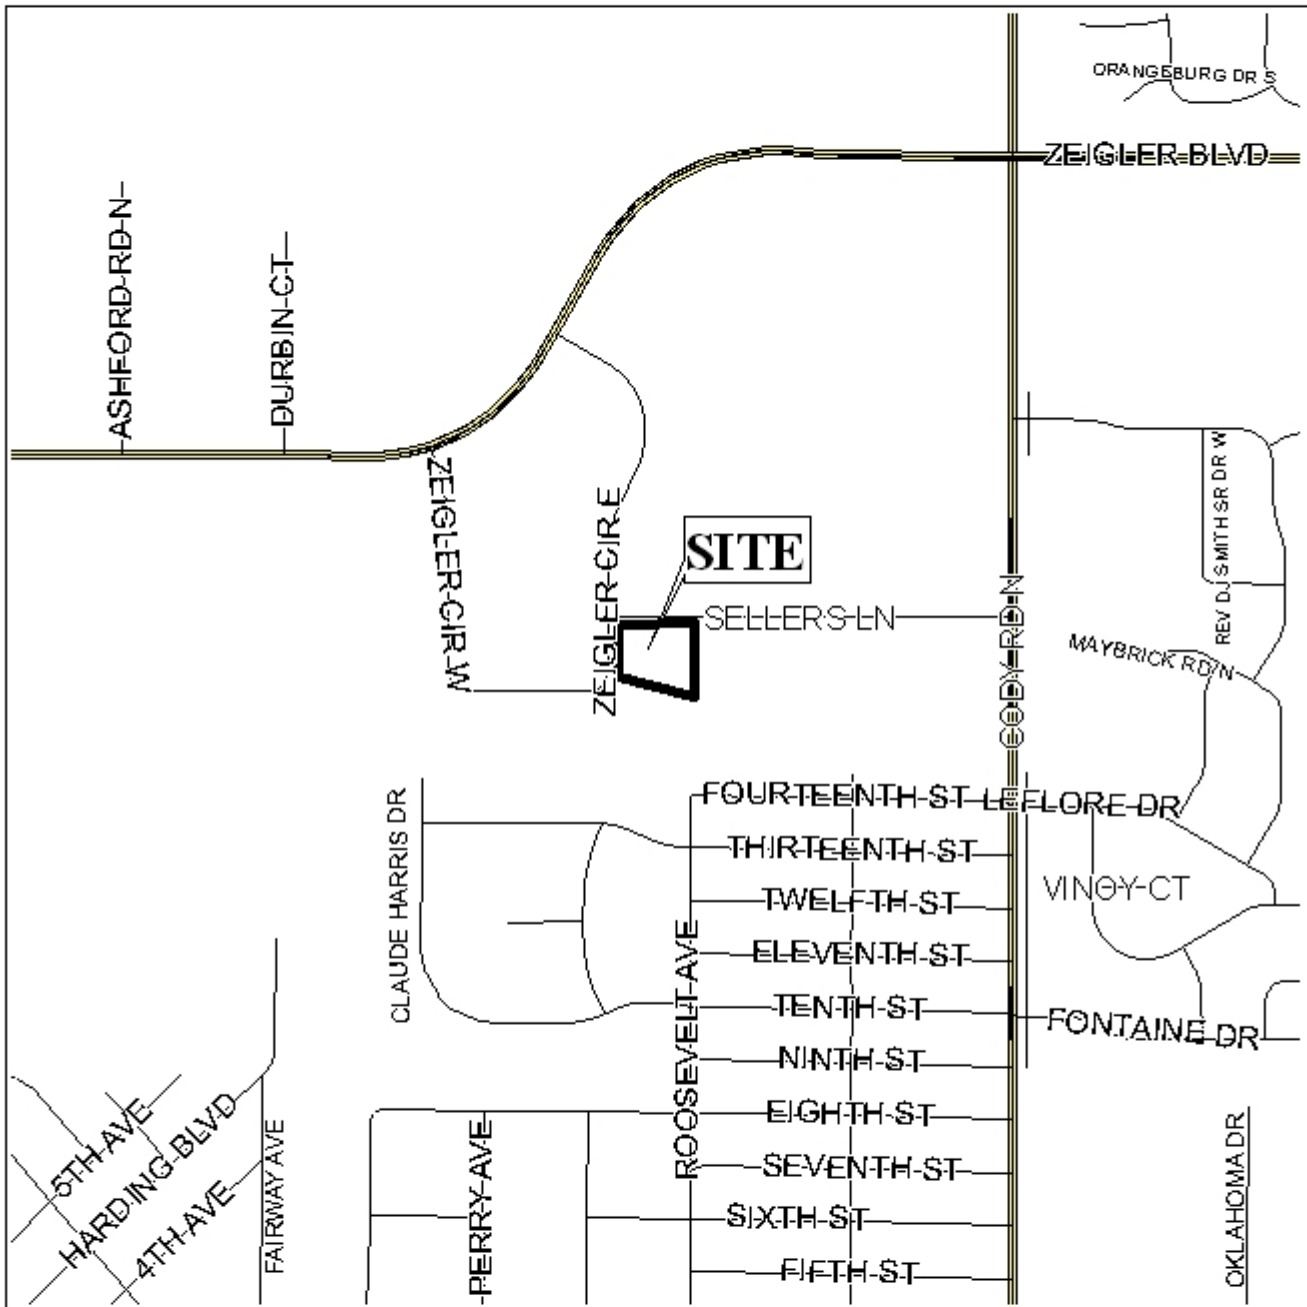 ORANGEBURG DR S
ZEIGLER BLVD
ASHFORD RD N
DURBIN CT
ZEIGLER CIR W
ZEIGLER CIR E
SITE
SELLERS LN
CODY RD N
REV DJ SMITH SR DR W
MAYBRICK RD N
FOURTEENTH ST
LEFLORE DR
CLAUDE HARRIS DR
THIRTEENTH ST
TWELFTH ST
VINOY CT
ROOSEVELT AVE
ELEVENTH ST
TENTH ST
FONTAINE DR
NINTH ST
5TH AVE
HARDING BLVD
4TH AVE
FAIRWAY AVE
PERRY AVE
EIGHTH ST
SEVENTH ST
SIXTH ST
FIFTH ST
OKLAHOMA DR